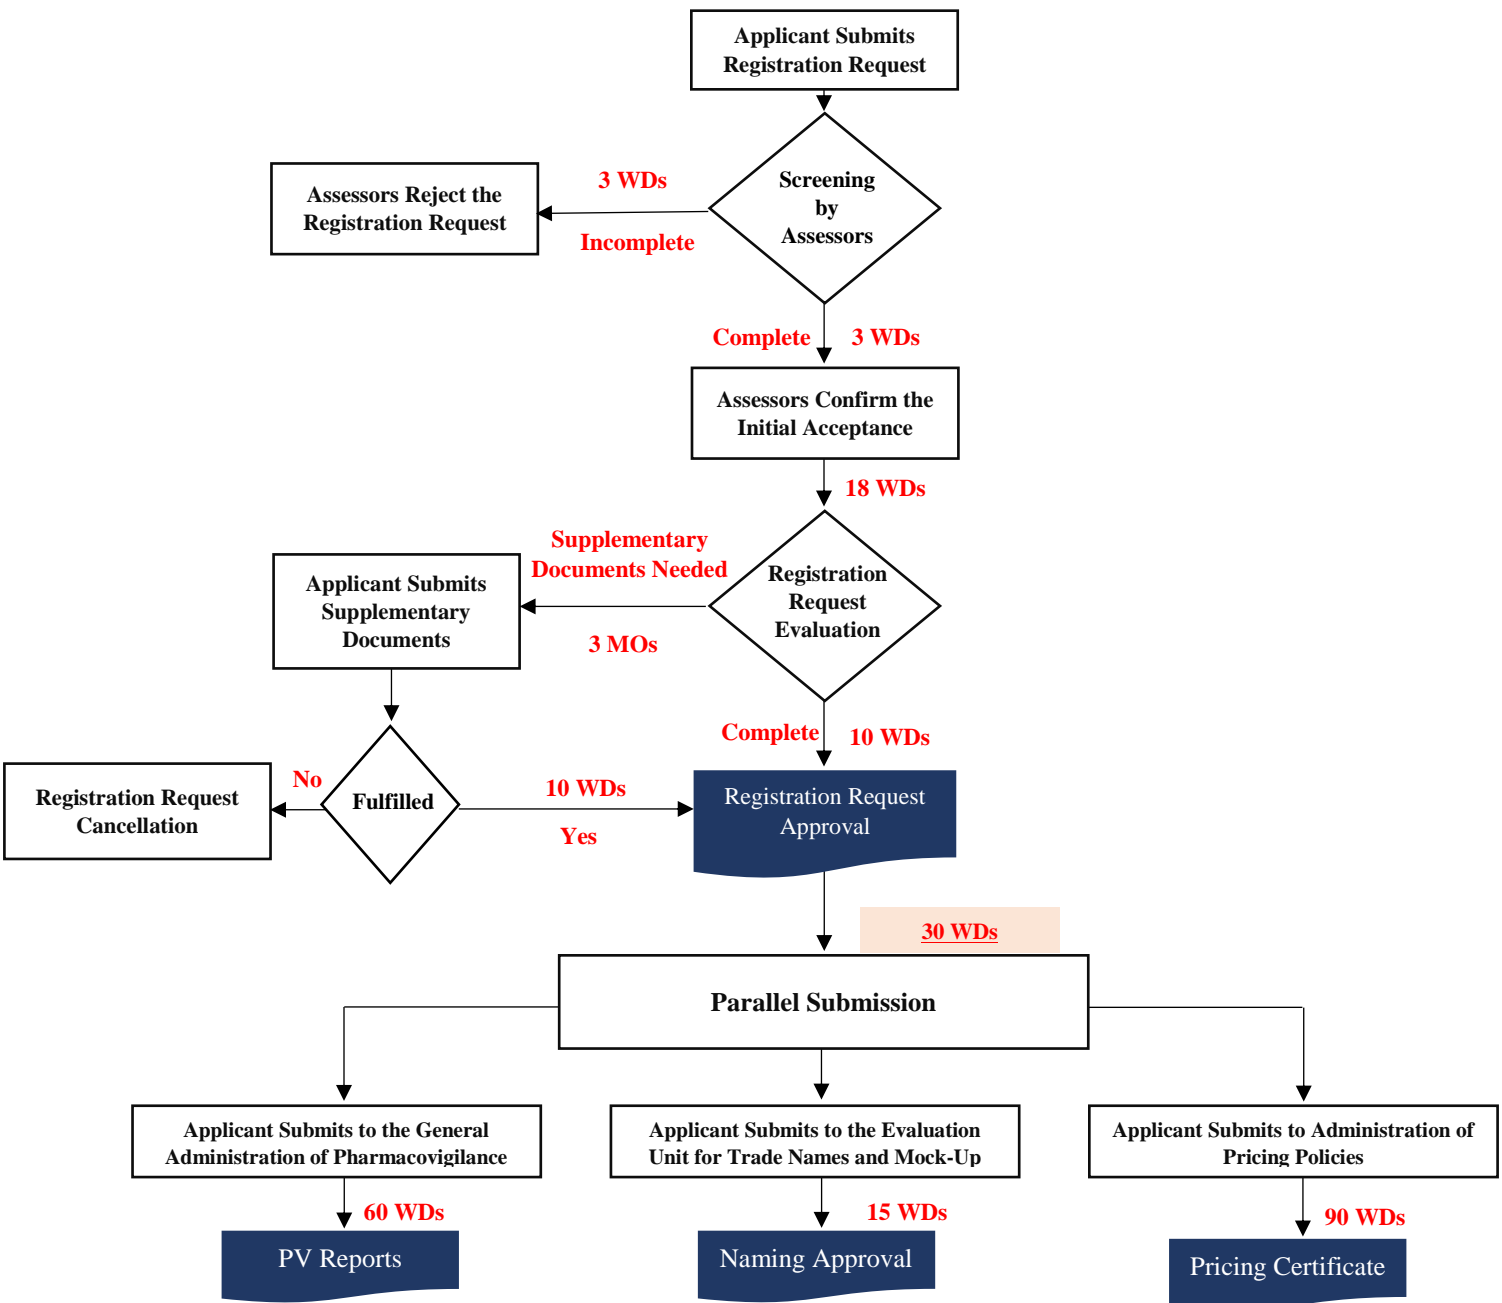 Applicant Submits
Registration Request
Screening
by
Assessors
3 WDs
Incomplete
Assessors Reject the
Registration Request
Complete
3 WDs
Assessors Confirm the
Initial Acceptance
18 WDs
Registration
Request
Evaluation
Supplementary
Documents Needed
3 MOs
Applicant Submits
Supplementary
Documents
Complete
10 WDs
Fulfilled
No
Registration Request
Cancellation
10 WDs
Yes
Registration Request
Approval
30 WDs
Parallel Submission
Applicant Submits to the General
Administration of Pharmacovigilance
Applicant Submits to the Evaluation
Unit for Trade Names and Mock-Up
Applicant Submits to Administration of
Pricing Policies
60 WDs
15 WDs
90 WDs
PV Reports
Naming Approval
Pricing Certificate